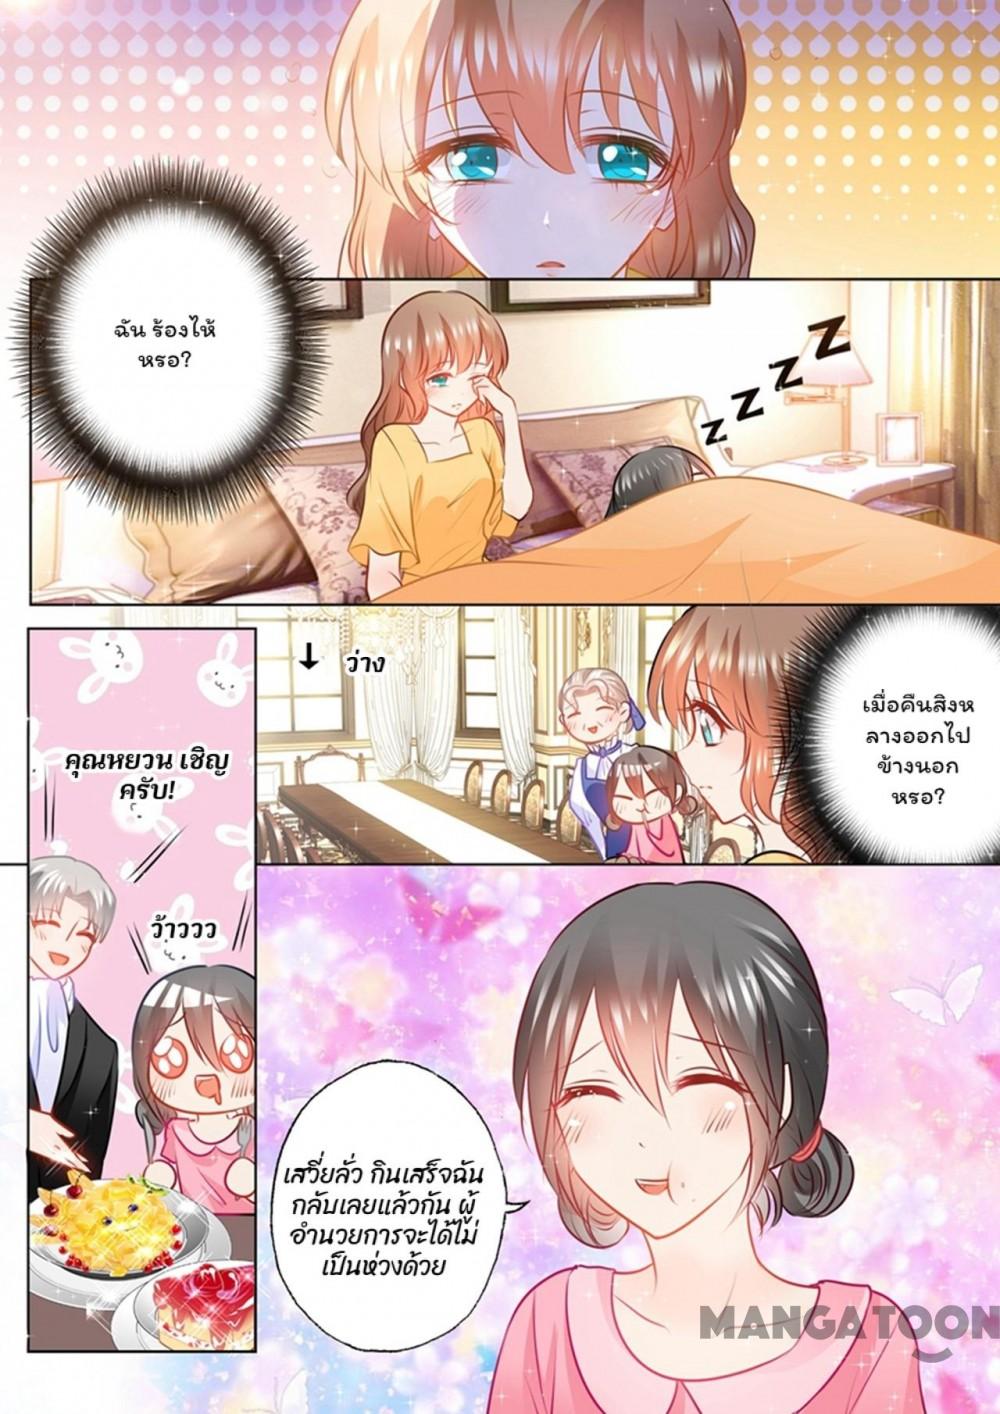 ฉัน ร้องไห้
หรอ?
zzzz
ว่าง
เมื่อคืนสิงห
ลางออกไป
ข้างนอก
หรอ?
คุณหยวน เชิญ
ครับ!
ว้าววว
เสวี่ยลั่ว กินเสร็จฉัน
กลับเลยแล้วกัน ผู้
อำนวยการจะได้ไม่
เป็นห่วงด้วย
MANGATOON